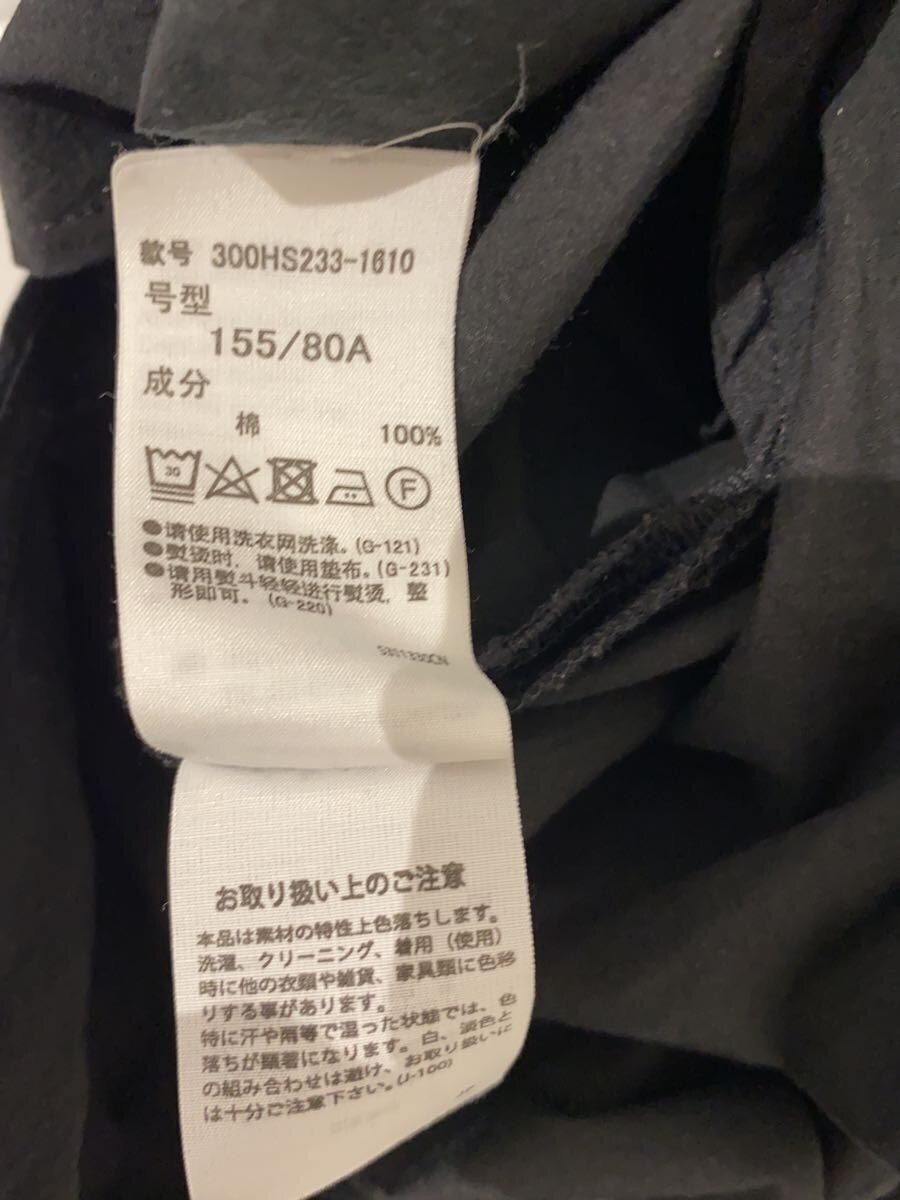 款号 300HS233-1610
号型
155/80A
成分
棉 100%
30
F
●请使用洗衣网洗涤。(G-121)
●熨烫时，请使用垫布。(G-231)
●请用熨斗轻轻进行熨烫，整
形即可。(G-220)
お取り扱い上のご注意
本品は素材の特性上色落ちします。
洗濯、クリーニング、着用（使用）
時に他の衣類や雑貨、家具類に色移
りする事があります。
特に汗や雨等で湿った状態では、色
落ちが顕著になります。白、淡色と
の組み合わせは避け、お取り扱いに
は十分ご注意下さい。(J-100)